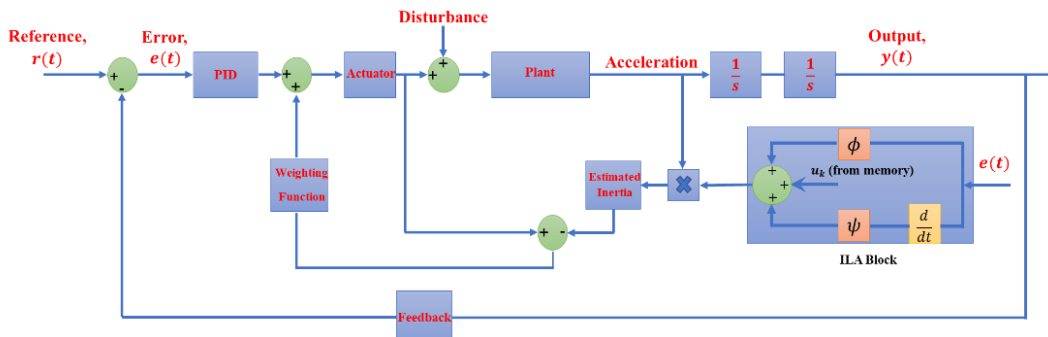 Disturbance
Reference,
r(t)
Error,
e(t)
Output,
y(t)
+
-
PID
+
+
Actuator
+
+
Plant
Acceleration
1/s
1/s
Weighting
Function
Estimated
Inertia
✖
+
-
ϕ
+
+
+
u_k (from memory)
e(t)
ψ
d/dt
ILA Block
Feedback